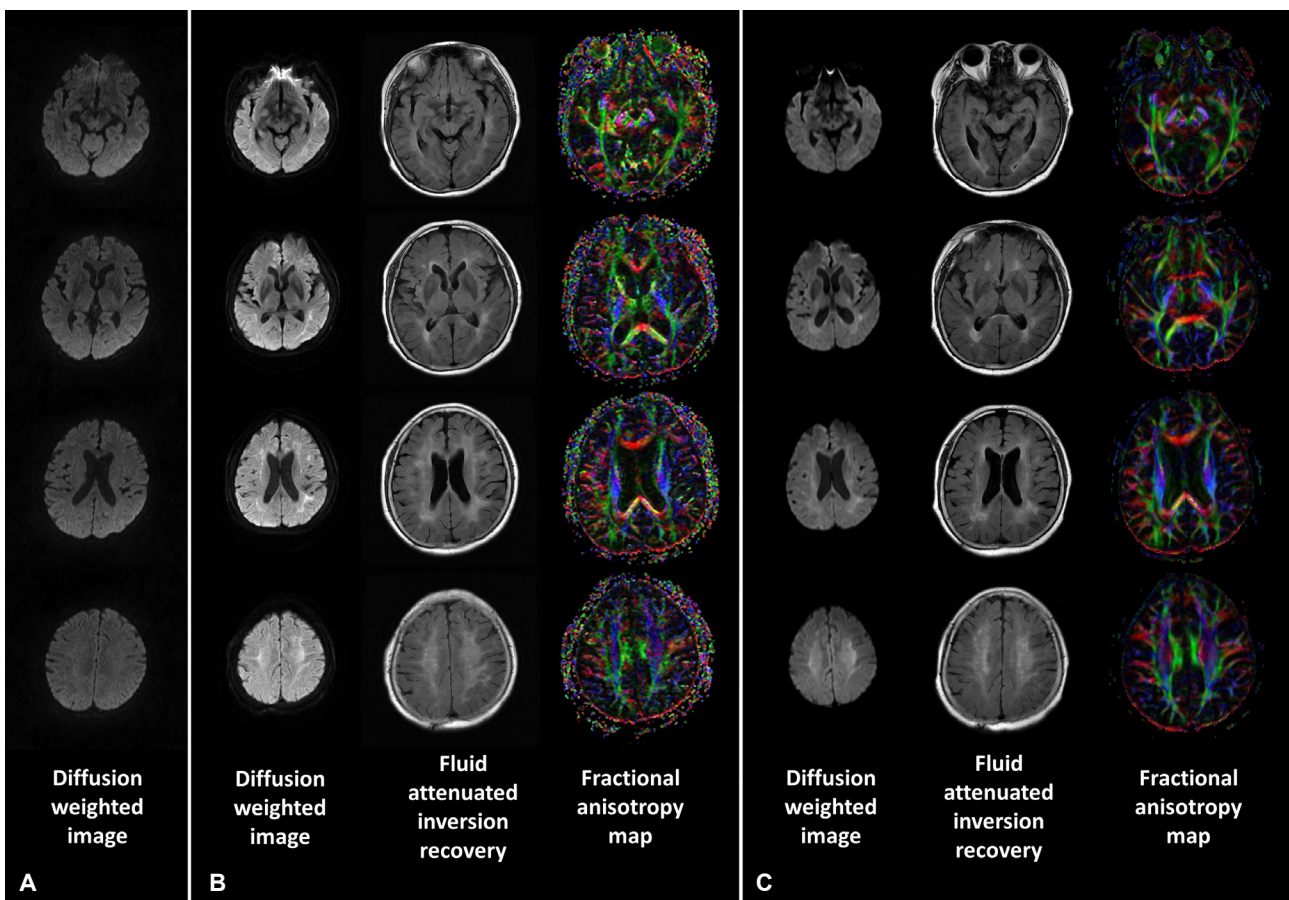 Diffusion
weighted
image
Diffusion
weighted
image
Fluid
attenuated
inversion
recovery
Fractional
anisotropy
map
Diffusion
weighted
image
Fluid
attenuated
inversion
recovery
Fractional
anisotropy
map
A
B
C